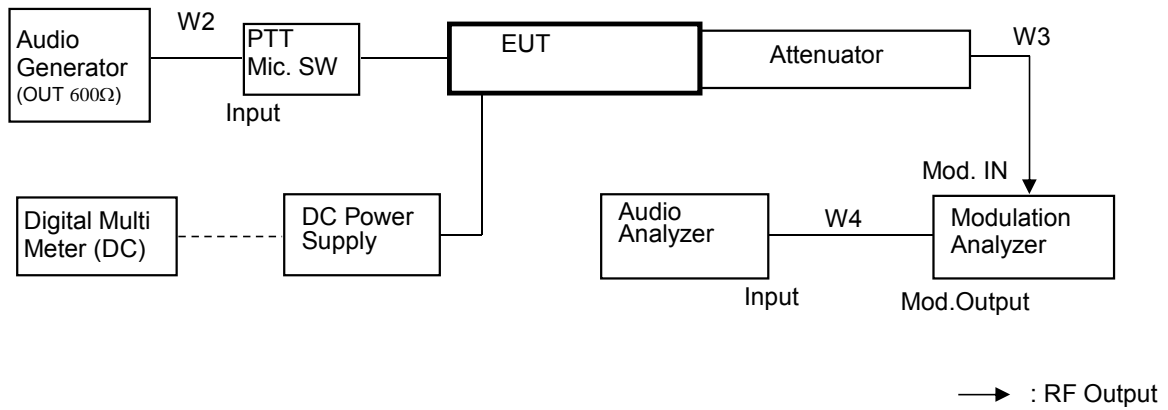 W2
Audio
Generator
(OUT 600Ω)
PTT
Mic. SW
Input
EUT
Attenuator
W3
Mod. IN
Digital Multi
Meter (DC)
DC Power
Supply
Audio
Analyzer
Input
W4
Modulation
Analyzer
Mod.Output
: RF Output